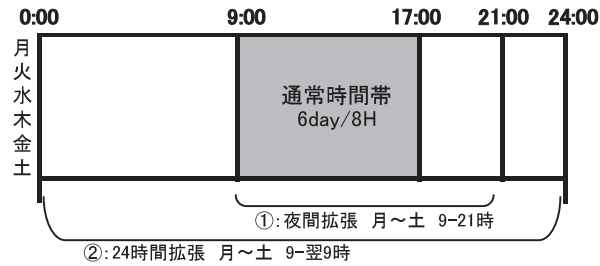 0:00 9:00 17:00 21:00 24:00
月
火
水
木
金
土
通常時間帯
6day/8H
①:夜間拡張 月～土 9-21時
②:24時間拡張 月～土 9-翌9時